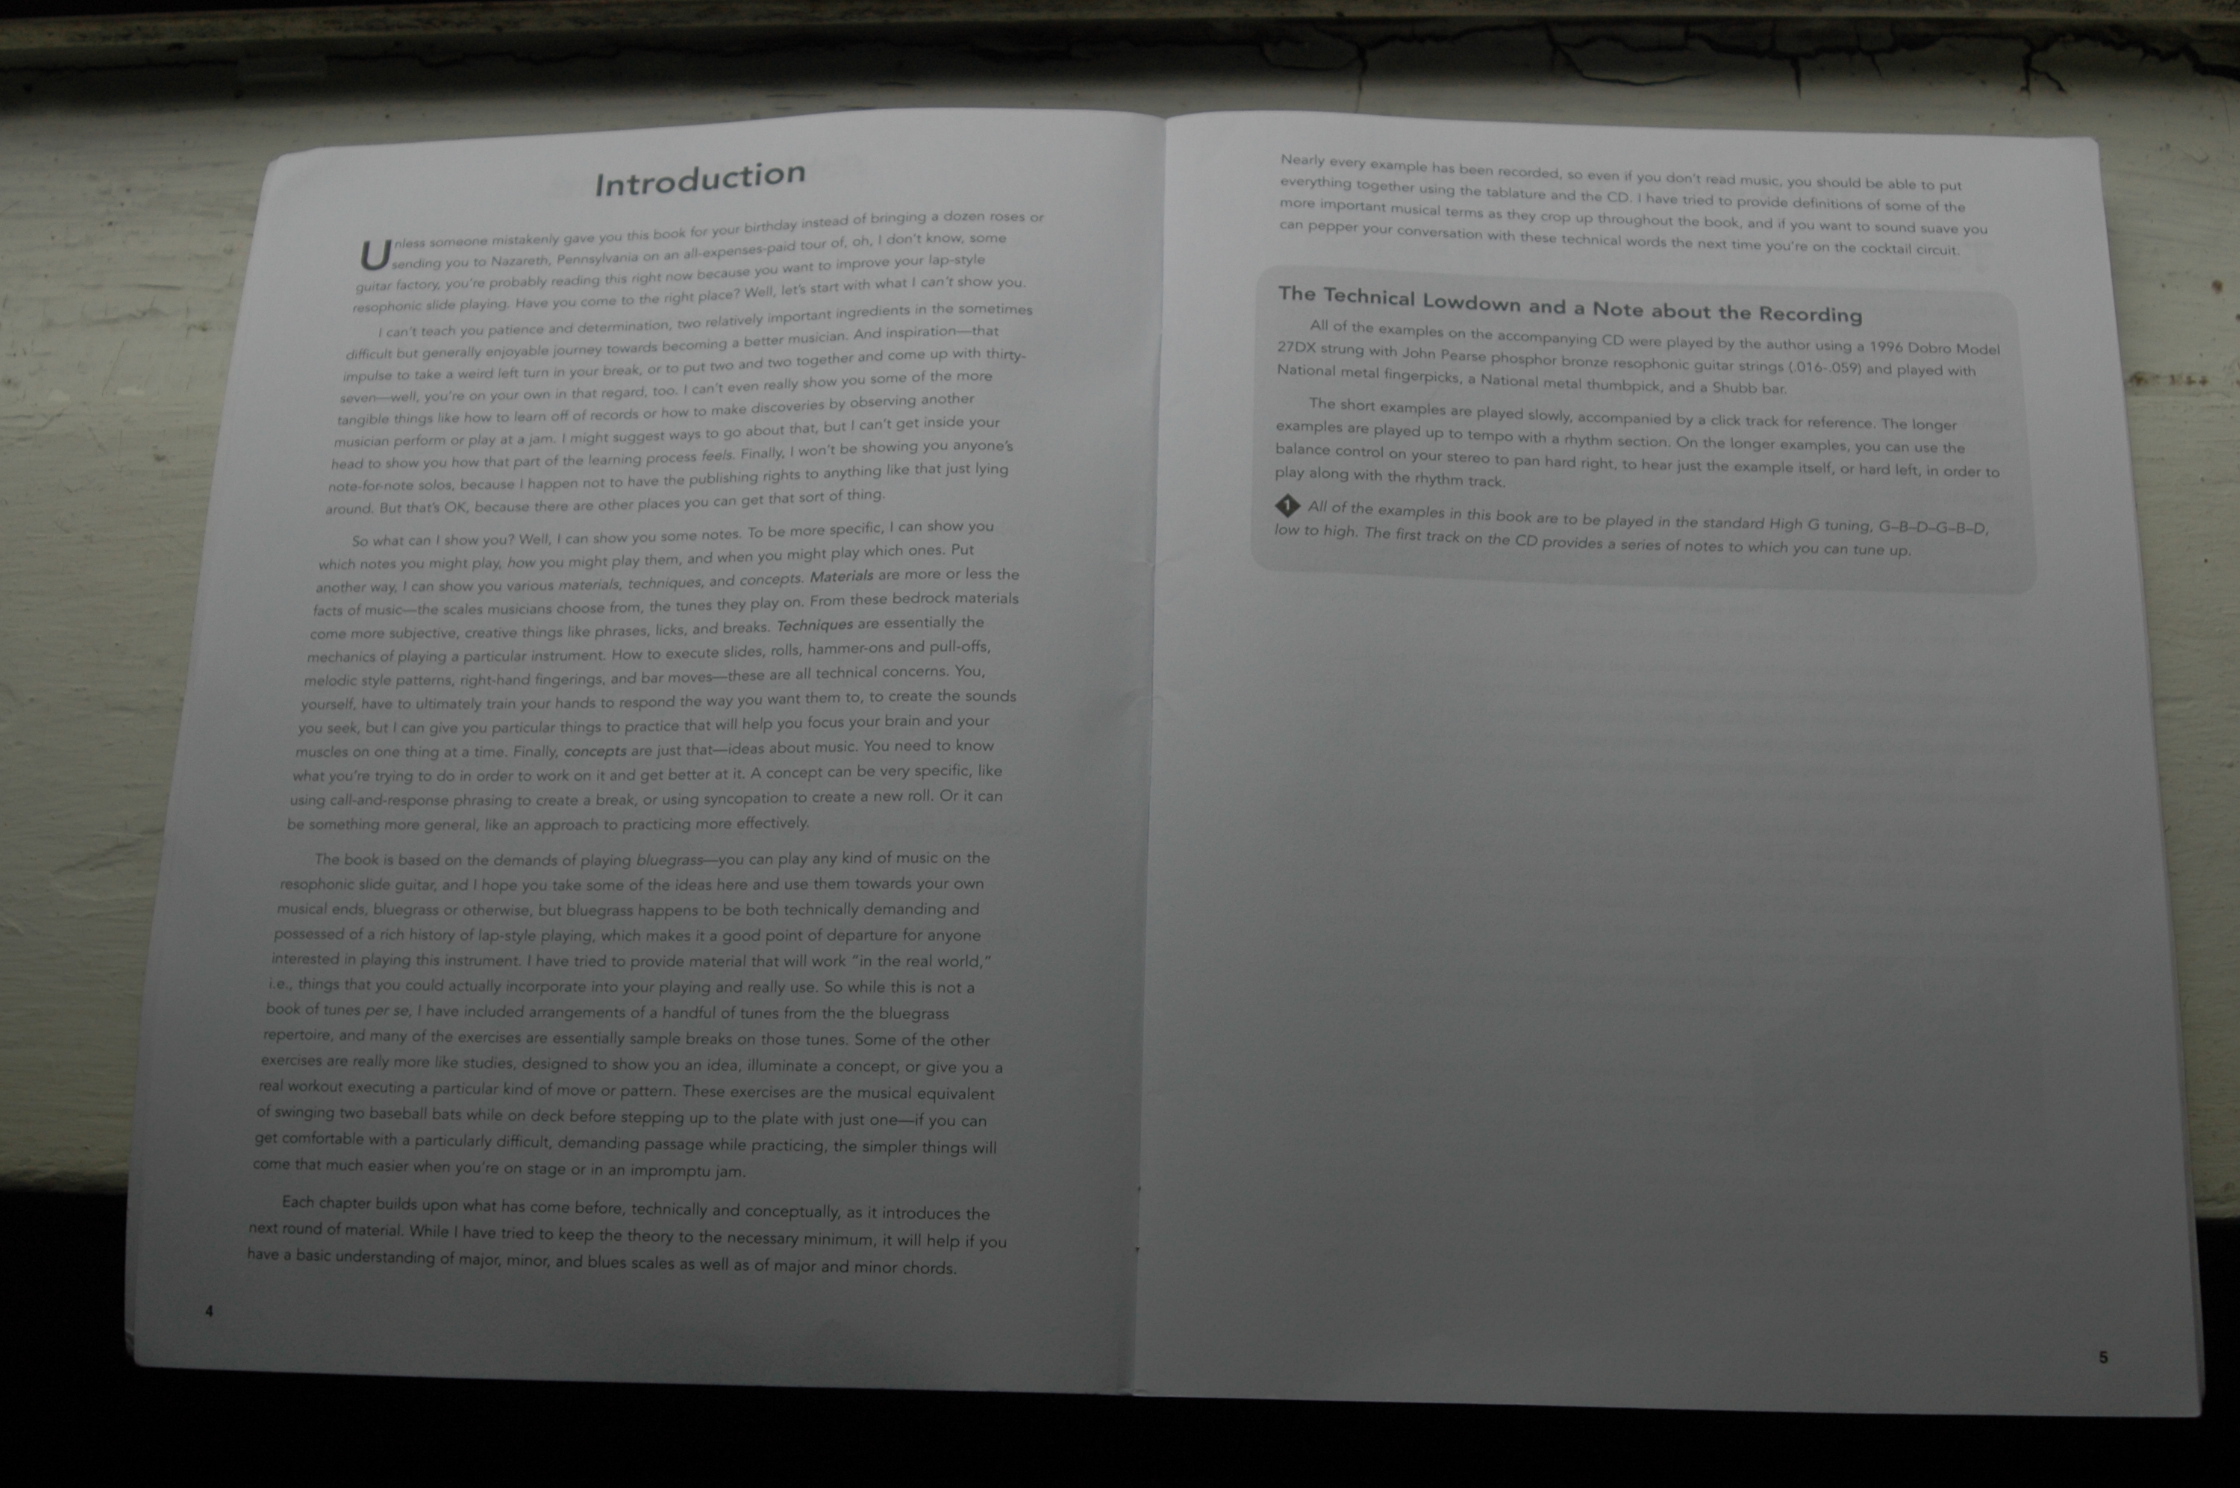 Introduction
Unless someone mistakenly gave you this book for your birthday instead of bringing a dozen roses or
sending you to Nazareth, Pennsylvania on an all-expenses-paid tour of, oh, I don't know, some
guitar factory, you're probably reading this right now because you want to improve your lap-style
resophonic slide playing. Have you come to the right place? Well, let's start with what I can't show you.
I can't teach you patience and determination, two relatively important ingredients in the sometimes
difficult but generally enjoyable journey towards becoming a better musician. And inspiration—that
impulse to take a weird left turn in your break, or to put two and two together and come up with thirty-
seven—well, you're on your own in that regard, too. I can't even really show you some of the more
tangible things like how to learn off of records or how to make discoveries by observing another
musician perform or play at a jam. I might suggest ways to go about that, but I can't get inside your
head to show you how that part of the learning process feels. Finally, I won't be showing you anyone's
note-for-note solos, because I happen not to have the publishing rights to anything like that just lying
around. But that's OK, because there are other places you can get that sort of thing.
So what can I show you? Well, I can show you some notes. To be more specific, I can show you
which notes you might play, how you might play them, and when you might play which ones. Put
another way, I can show you various materials, techniques, and concepts. Materials are more or less the
facts of music—the scales musicians choose from, the tunes they play on. From these bedrock materials
come more subjective, creative things like phrases, licks, and breaks. Techniques are essentially the
mechanics of playing a particular instrument. How to execute slides, rolls, hammer-ons and pull-offs,
melodic style patterns, right-hand fingerings, and bar moves—these are all technical concerns. You,
yourself, have to ultimately train your hands to respond the way you want them to, to create the sounds
you seek, but I can give you particular things to practice that will help you focus your brain and your
muscles on one thing at a time. Finally, concepts are just that—ideas about music. You need to know
what you're trying to do in order to work on it and get better at it. A concept can be very specific, like
using call-and-response phrasing to create a break, or using syncopation to create a new roll. Or it can
be something more general, like an approach to practicing more effectively.
The book is based on the demands of playing bluegrass—you can play any kind of music on the
resophonic slide guitar, and I hope you take some of the ideas here and use them towards your own
musical ends, bluegrass or otherwise, but bluegrass happens to be both technically demanding and
possessed of a rich history of lap-style playing, which makes it a good point of departure for anyone
interested in playing this instrument. I have tried to provide material that will work "in the real world,"
i.e., things that you could actually incorporate into your playing and really use. So while this is not a
book of tunes per se, I have included arrangements of a handful of tunes from the the bluegrass
repertoire, and many of the exercises are essentially sample breaks on those tunes. Some of the other
exercises are really more like studies, designed to show you an idea, illuminate a concept, or give you a
real workout executing a particular kind of move or pattern. These exercises are the musical equivalent
of swinging two baseball bats while on deck before stepping up to the plate with just one—if you can
get comfortable with a particularly difficult, demanding passage while practicing, the simpler things will
come that much easier when you're on stage or in an impromptu jam.
Each chapter builds upon what has come before, technically and conceptually, as it introduces the
next round of material. While I have tried to keep the theory to the necessary minimum, it will help if you
have a basic understanding of major, minor, and blues scales as well as of major and minor chords.
4
Nearly every example has been recorded, so even if you don't read music, you should be able to put
everything together using the tablature and the CD. I have tried to provide definitions of some of the
more important musical terms as they crop up throughout the book, and if you want to sound suave you
can pepper your conversation with these technical words the next time you're on the cocktail circuit.
The Technical Lowdown and a Note about the Recording
All of the examples on the accompanying CD were played by the author using a 1996 Dobro Model
27DX strung with John Pearse phosphor bronze resophonic guitar strings (.016-.059) and played with
National metal fingerpicks, a National metal thumbpick, and a Shubb bar.
The short examples are played slowly, accompanied by a click track for reference. The longer
examples are played up to tempo with a rhythm section. On the longer examples, you can use the
balance control on your stereo to pan hard right, to hear just the example itself, or hard left, in order to
play along with the rhythm track.
1 All of the examples in this book are to be played in the standard High G tuning, G–B–D–G–B–D,
low to high. The first track on the CD provides a series of notes to which you can tune up.
5